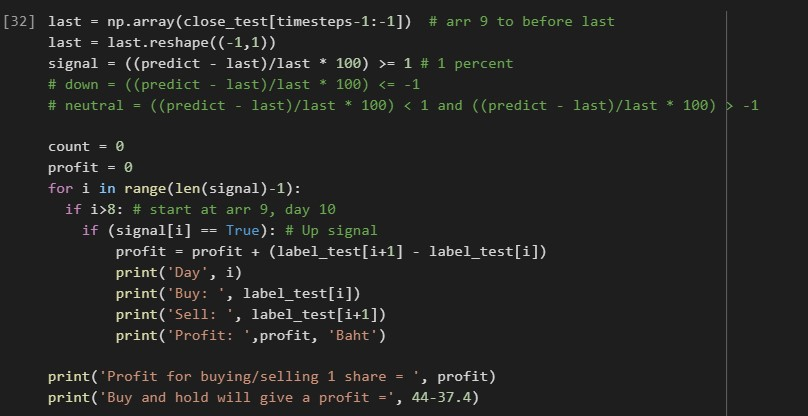 [32] last = np.array(close_test[timesteps-1:-1])  # arr 9 to before last
last = last.reshape((-1,1))
signal = ((predict - last)/last * 100) >= 1 # 1 percent
# down = ((predict - last)/last * 100) <= -1
# neutral = ((predict - last)/last * 100) < 1 and ((predict - last)/last * 100) > -1

count = 0
profit = 0
for i in range(len(signal)-1):
  if i>8: # start at arr 9, day 10
    if (signal[i] == True): # Up signal
        profit = profit + (label_test[i+1] - label_test[i])
        print('Day', i)
        print('Buy: ', label_test[i])
        print('Sell: ', label_test[i+1])
        print('Profit: ',profit, 'Baht')

print('Profit for buying/selling 1 share = ', profit)
print('Buy and hold will give a profit =', 44-37.4)